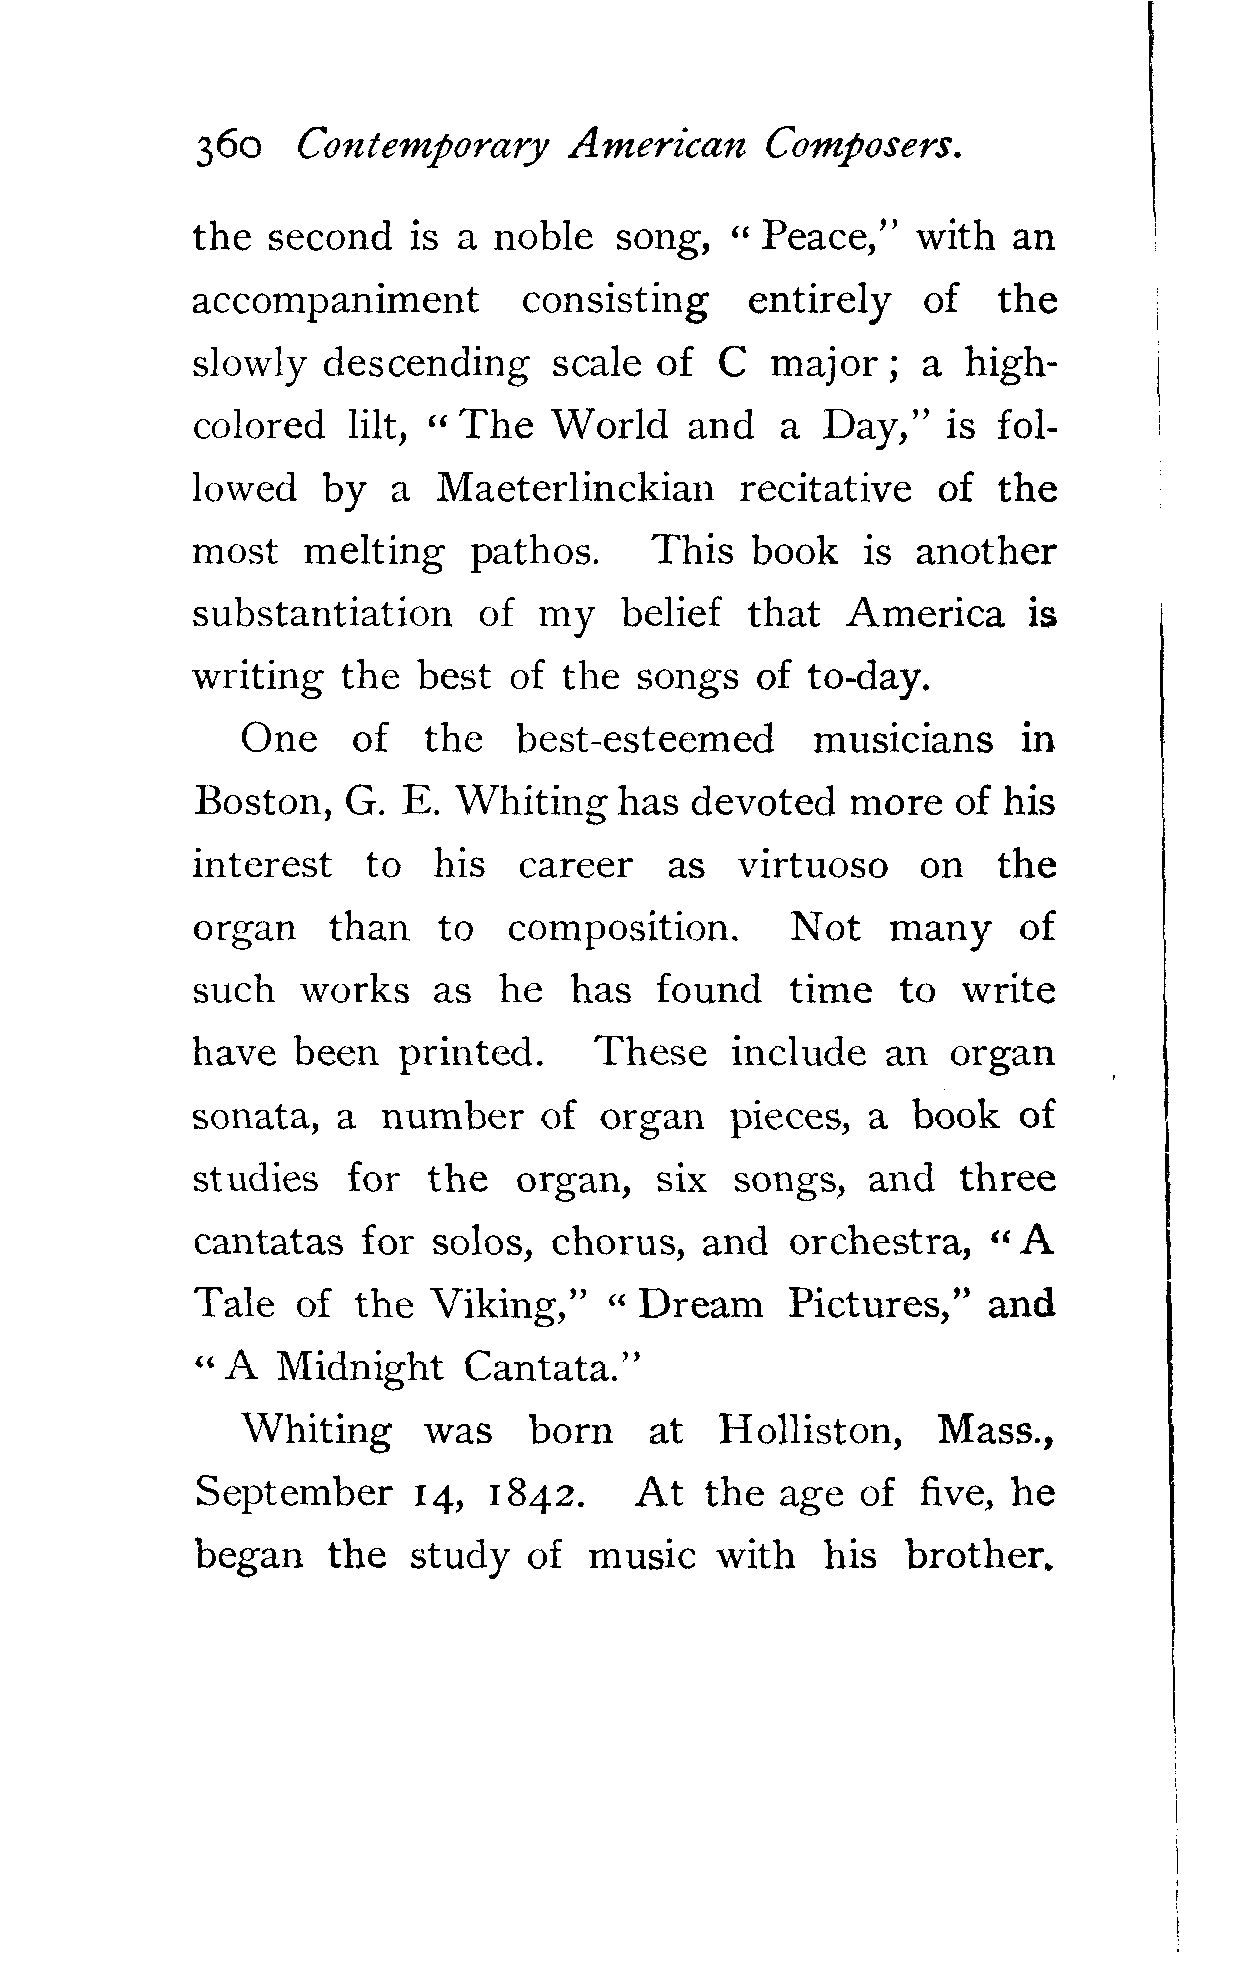 360 Contemporary American Composers.
the second is a noble song, “ Peace,” with an
accompaniment consisting entirely of the
slowly descending scale of C major ; a high-
colored lilt, “ The World and a Day,” is fol-
lowed by a Maeterlinckian recitative of the
most melting pathos. This book is another
substantiation of my belief that America is
writing the best of the songs of to-day.
One of the best-esteemed musicians in
Boston, G. E. Whiting has devoted more of his
interest to his career as virtuoso on the
organ than to composition. Not many of
such works as he has found time to write
have been printed. These include an organ
sonata, a number of organ pieces, a book of
studies for the organ, six songs, and three
cantatas for solos, chorus, and orchestra, “ A
Tale of the Viking,” “ Dream Pictures,” and
“ A Midnight Cantata.”
Whiting was born at Holliston, Mass.,
September 14, 1842. At the age of five, he
began the study of music with his brother.